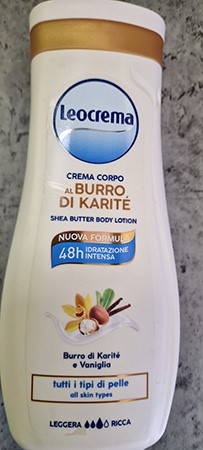 Leocrema
CREMA CORPO
AL BURRO
DI KARITÉ
SHEA BUTTER BODY LOTION
NUOVA FORMULA
48h IDRATAZIONE
INTENSA
Burro di Karité
e Vaniglia
tutti i tipi di pelle
all skin types
LEGGERA RICCA